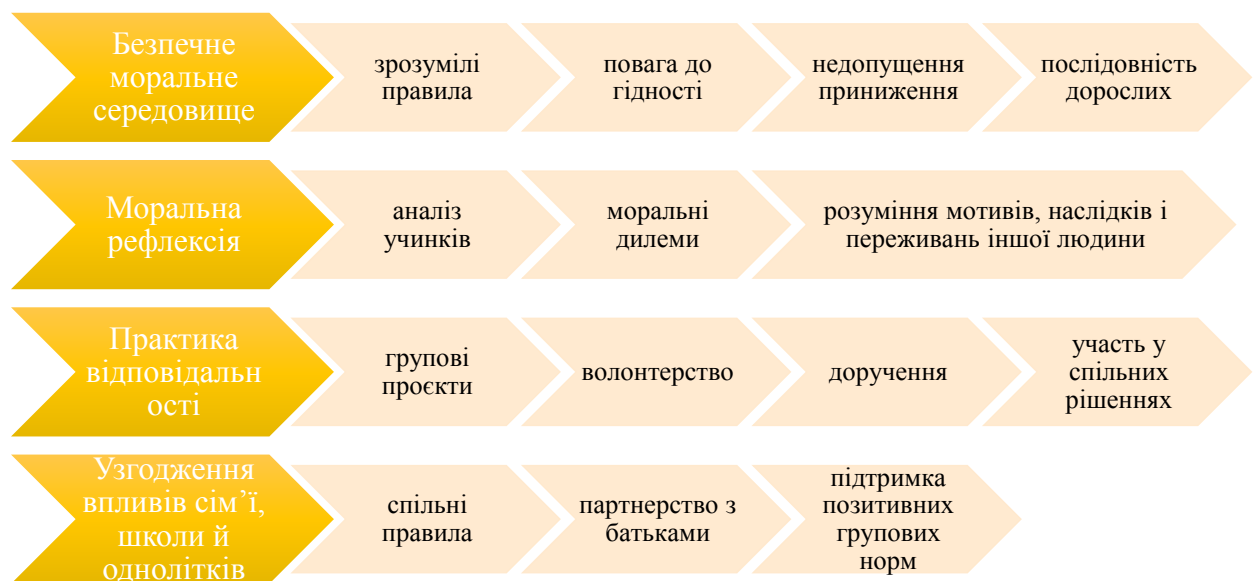 Безпечне
моральне
середовище
зрозумілі
правила
повага до
гідності
недопущення
приниження
послідовність
дорослих
Моральна
рефлексія
аналіз
учинків
моральні
дилеми
розуміння мотивів, наслідків і
переживань іншої людини
Практика
відповідальн
ості
групові
проєкти
волонтерство
доручення
участь у
спільних
рішеннях
Узгодження
впливів сім’ї,
школи й
однолітків
спільні
правила
партнерство з
батьками
підтримка
позитивних
групових
норм